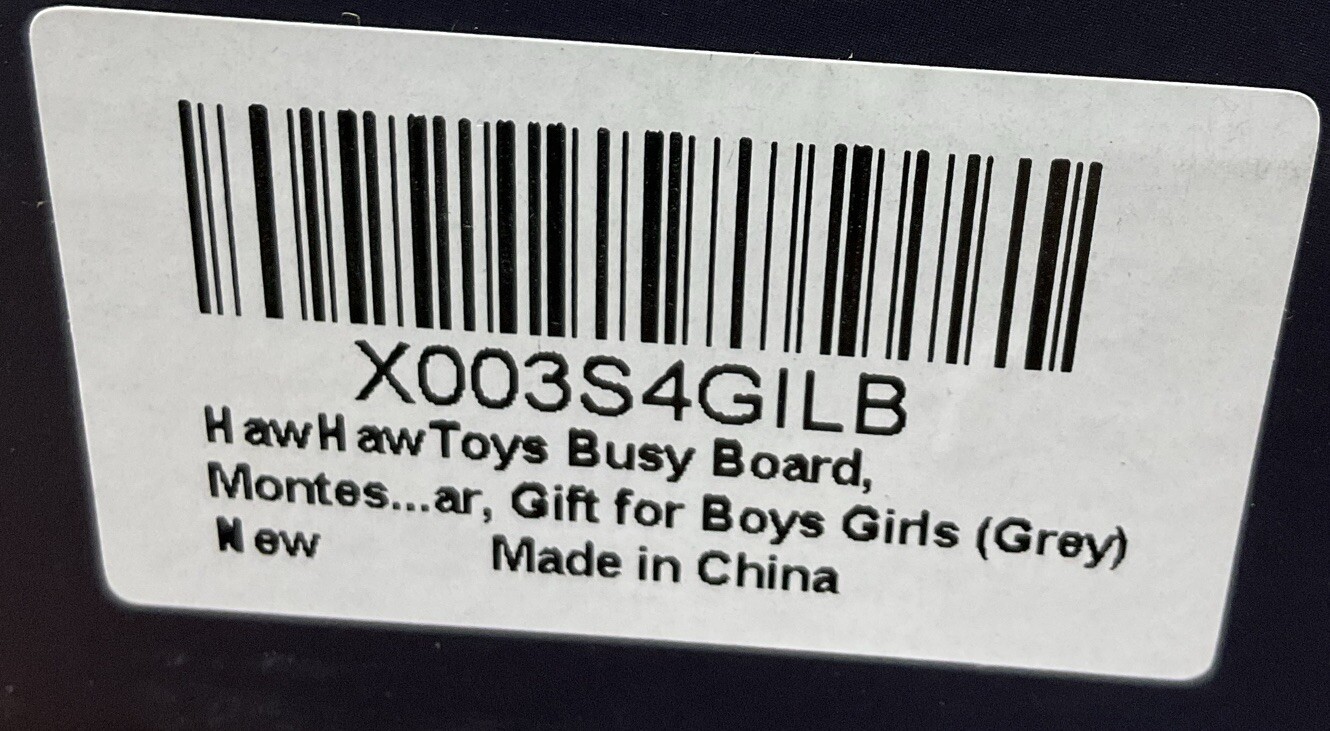 X003S4GILB
HawHawToys Busy Board,
Montes...ar, Gift for Boys Girls (Grey)
New Made in China